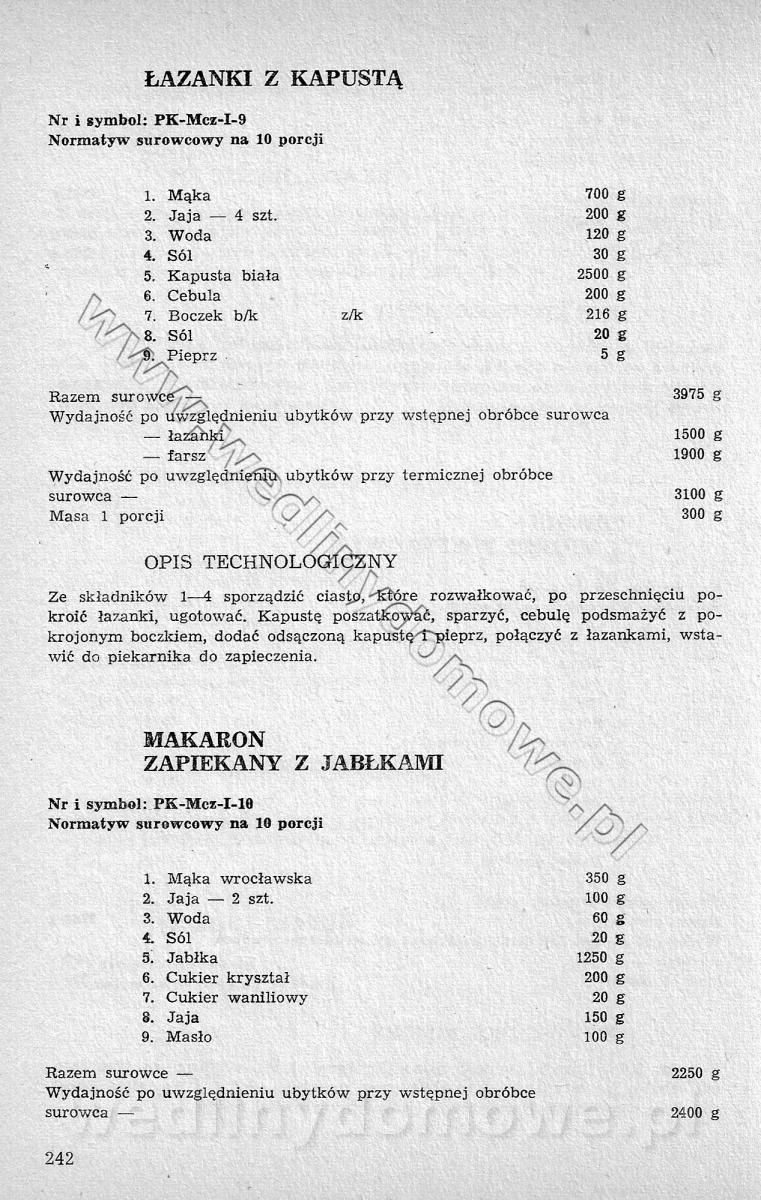 ŁAZANKI Z KAPUSTĄ
Nr i symbol: PK-Mcz-I-9
Normatyw surowcowy na 10 porcji
1. Mąka 700 g
2. Jaja — 4 szt. 200 g
3. Woda 120 g
4. Sól 30 g
5. Kapusta biała 2500 g
6. Cebula 200 g
7. Boczek b/k z/k 216 g
8. Sól 20 g
9. Pieprz 5 g
Razem surowce — 3975 g
Wydajność po uwzględnieniu ubytków przy wstępnej obróbce surowca
— łazanki 1500 g
— farsz 1900 g
Wydajność po uwzględnieniu ubytków przy termicznej obróbce
surowca — 3100 g
Masa 1 porcji 300 g
OPIS TECHNOLOGICZNY
Ze składników 1—4 sporządzić ciasto, które rozwałkować, po przeschnięciu po-
kroić łazanki, ugotować. Kapustę poszatkować, sparzyć, cebulę podsmażyć z po-
krojonym boczkiem, dodać odsączoną kapustę i pieprz, połączyć z łazankami, wsta-
wić do piekarnika do zapieczenia.
MAKARON
ZAPIEKANY Z JABŁKAMI
Nr i symbol: PK-Mcz-I-10
Normatyw surowcowy na 10 porcji
1. Mąka wrocławska 350 g
2. Jaja — 2 szt. 100 g
3. Woda 60 g
4. Sól 20 g
5. Jabłka 1250 g
6. Cukier kryształ 200 g
7. Cukier waniliowy 20 g
8. Jaja 150 g
9. Masło 100 g
Razem surowce — 2250 g
Wydajność po uwzględnieniu ubytków przy wstępnej obróbce
surowca — 2400 g
242
www.wedlinydomowe.pl
wedlinydomowe.pl